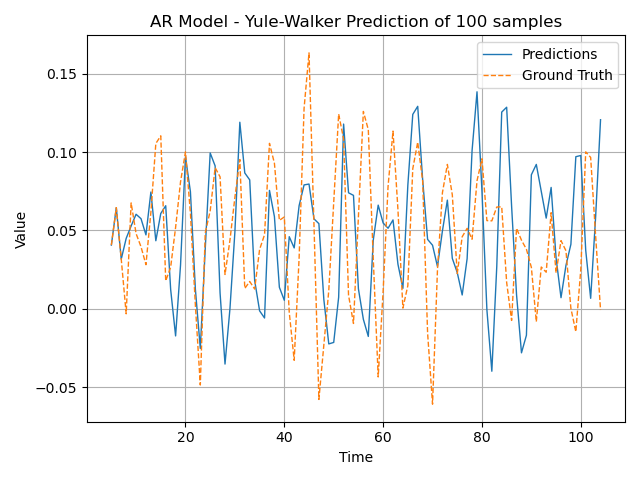 AR Model - Yule-Walker Prediction of 100 samples
Predictions
Ground Truth
0.15
0.10
0.05
0.00
−0.05
Value
20 40 60 80 100
Time